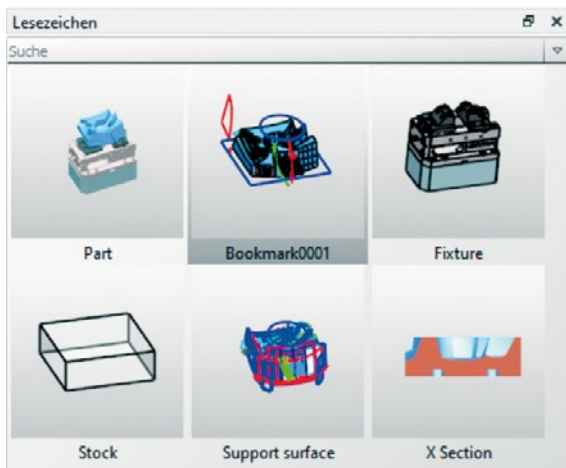 Lesezeichen
Suche
Part Bookmark0001 Fixture
Stock Support surface X Section